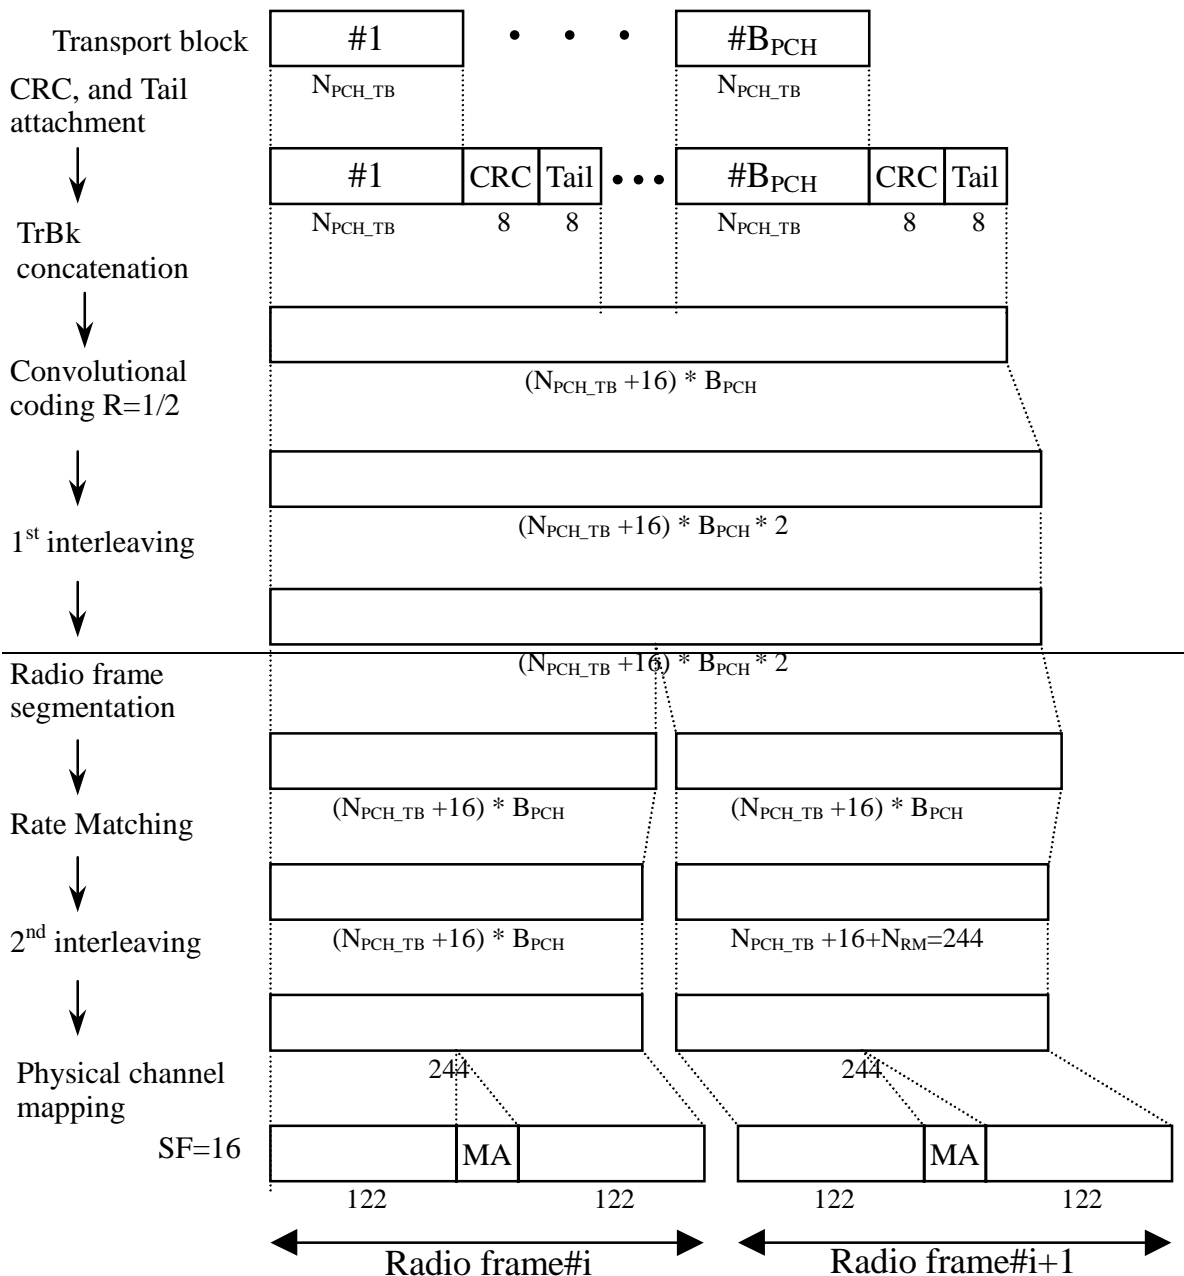 Transport block #1 • • • #B_PCH
N_PCH_TB N_PCH_TB
CRC, and Tail
attachment
#1 CRC Tail ••• #B_PCH CRC Tail
N_PCH_TB 8 8 N_PCH_TB 8 8
TrBk
concatenation
(N_PCH_TB +16) * B_PCH
Convolutional
coding R=1/2
(N_PCH_TB +16) * B_PCH * 2
1st interleaving
(N_PCH_TB +16) * B_PCH * 2
Radio frame
segmentation
(N_PCH_TB +16) * B_PCH (N_PCH_TB +16) * B_PCH
Rate Matching
(N_PCH_TB +16) * B_PCH N_PCH_TB +16+N_RM=244
2nd interleaving
244 244
Physical channel
mapping
SF=16 MA MA
122 122 122 122
Radio frame#i Radio frame#i+1